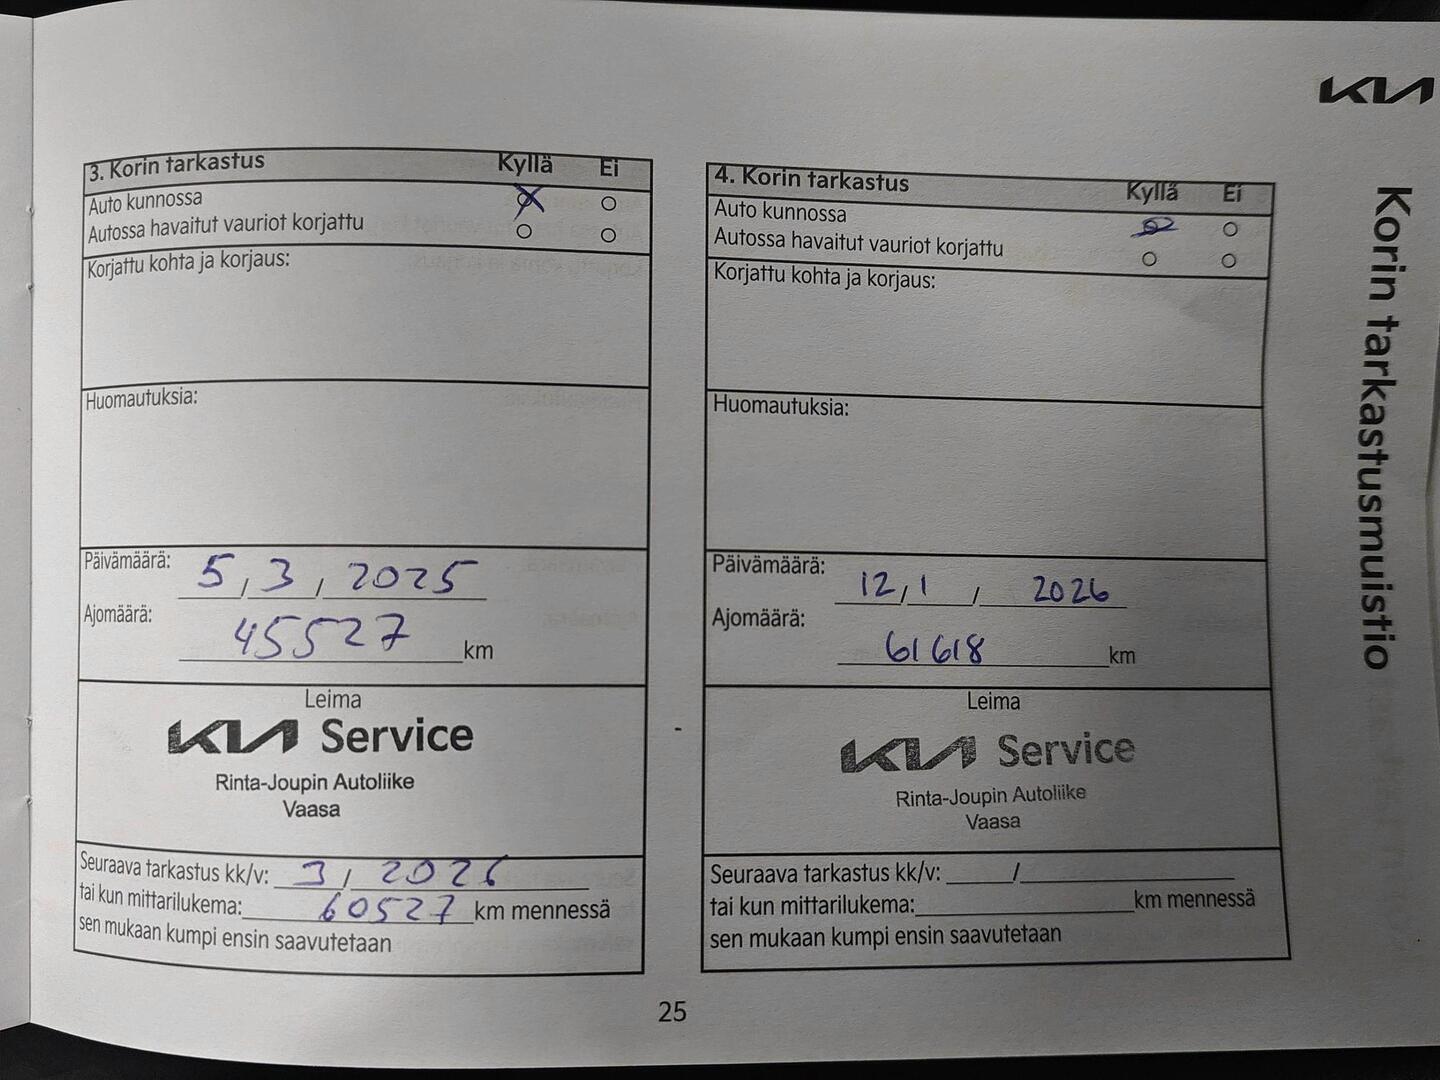 KIA
Korin tarkastusmuistio
3. Korin tarkastus Kyllä Ei
Auto kunnossa
Autossa havaitut vauriot korjattu
Korjattu kohta ja korjaus:
Huomautuksia:
Päivämäärä: 5 / 3 / 2025
Ajomäärä: 45527 km
Leima
KIA Service
Rinta-Joupin Autoliike
Vaasa
Seuraava tarkastus kk/v: 3 / 2026
tai kun mittarilukema: 60527 km mennessä
sen mukaan kumpi ensin saavutetaan
4. Korin tarkastus Kyllä Ei
Auto kunnossa
Autossa havaitut vauriot korjattu
Korjattu kohta ja korjaus:
Huomautuksia:
Päivämäärä: 12 / 1 / 2026
Ajomäärä: 61618 km
Leima
KIA Service
Rinta-Joupin Autoliike
Vaasa
Seuraava tarkastus kk/v: /
tai kun mittarilukema: km mennessä
sen mukaan kumpi ensin saavutetaan
25